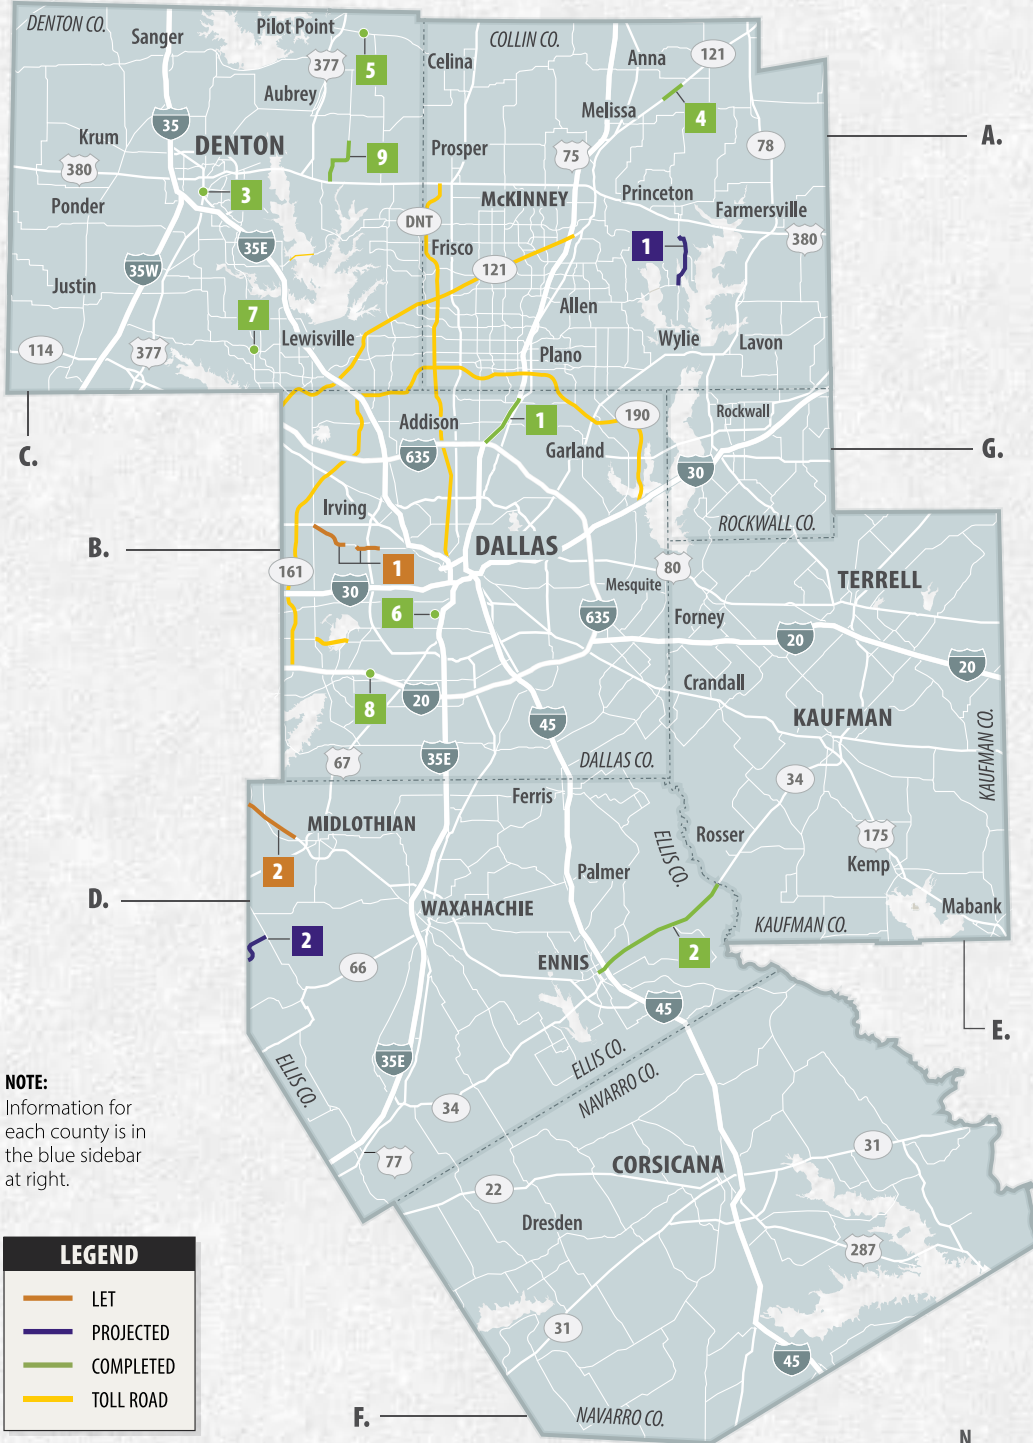 DENTON CO.
Sanger
Pilot Point
377
5
Aubrey
COLLIN CO.
Celina
Anna
121
Melissa
4
35
Krum
DENTON
380
9
Prosper
75
78
A.
3
Ponder
McKINNEY
Princeton
Farmersville
DNT
35E
Frisco
1
380
35W
121
Justin
7
Allen
Lewisville
114
377
Plano
Wylie
Lavon
C.
Addison
1
190
Rockwall
635
Garland
30
G.
Irving
ROCKWALL CO.
B.
DALLAS
161
1
30
Mesquite
80
TERRELL
6
635
Forney
20
20
8
20
Crandall
45
KAUFMAN
KAUFMAN CO.
67
35E
DALLAS CO.
34
Ferris
MIDLOTHIAN
ELLIS CO.
Rosser
175
2
Palmer
Kemp
D.
WAXAHACHIE
Mabank
KAUFMAN CO.
2
66
ENNIS
2
45
E.
35E
ELLIS CO.
ELLIS CO.
NAVARRO CO.
34
NOTE:
Information for
each county is in
the blue sidebar
at right.
77
22
CORSICANA
31
Dresden
287
LEGEND
LET
PROJECTED
COMPLETED
TOLL ROAD
31
45
F.
NAVARRO CO.
N